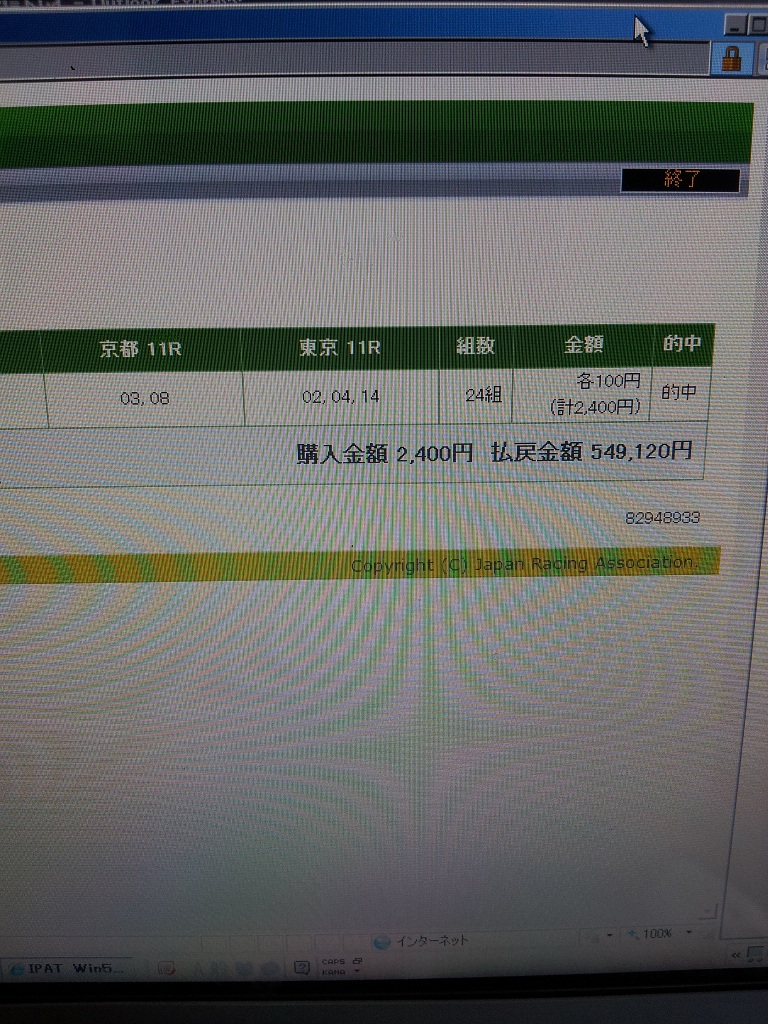 終了
京都 11R 東京 11R 組数 金額 的中
03, 08 02, 04, 14 24組 各100円 (計2,400円) 的中
購入金額 2,400円 払戻金額 549,120円
82948933
Copyright (C) Japan Racing Association.
インターネット 100%
IPAT Win5... CAPS
KANA